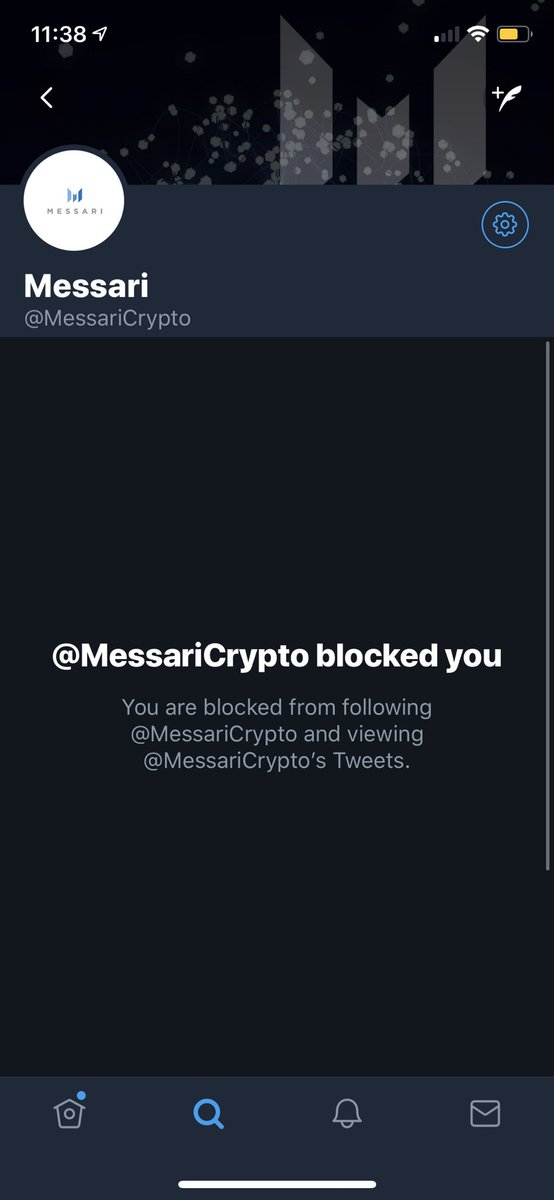 11:38
MESSARI
Messari
@MessariCrypto
@MessariCrypto blocked you
You are blocked from following
@MessariCrypto and viewing
@MessariCrypto’s Tweets.